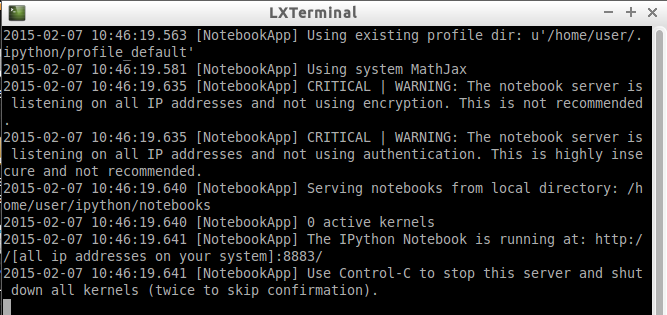 LXTerminal
2015-02-07 10:46:19.563 [NotebookApp] Using existing profile dir: u'/home/user/.
ipython/profile_default'
2015-02-07 10:46:19.581 [NotebookApp] Using system MathJax
2015-02-07 10:46:19.635 [NotebookApp] CRITICAL | WARNING: The notebook server is
 listening on all IP addresses and not using encryption. This is not recommended
.
2015-02-07 10:46:19.635 [NotebookApp] CRITICAL | WARNING: The notebook server is
 listening on all IP addresses and not using authentication. This is highly inse
cure and not recommended.
2015-02-07 10:46:19.640 [NotebookApp] Serving notebooks from local directory: /h
ome/user/ipython/notebooks
2015-02-07 10:46:19.640 [NotebookApp] 0 active kernels
2015-02-07 10:46:19.641 [NotebookApp] The IPython Notebook is running at: http:/
/[all ip addresses on your system]:8883/
2015-02-07 10:46:19.641 [NotebookApp] Use Control-C to stop this server and shut
 down all kernels (twice to skip confirmation).